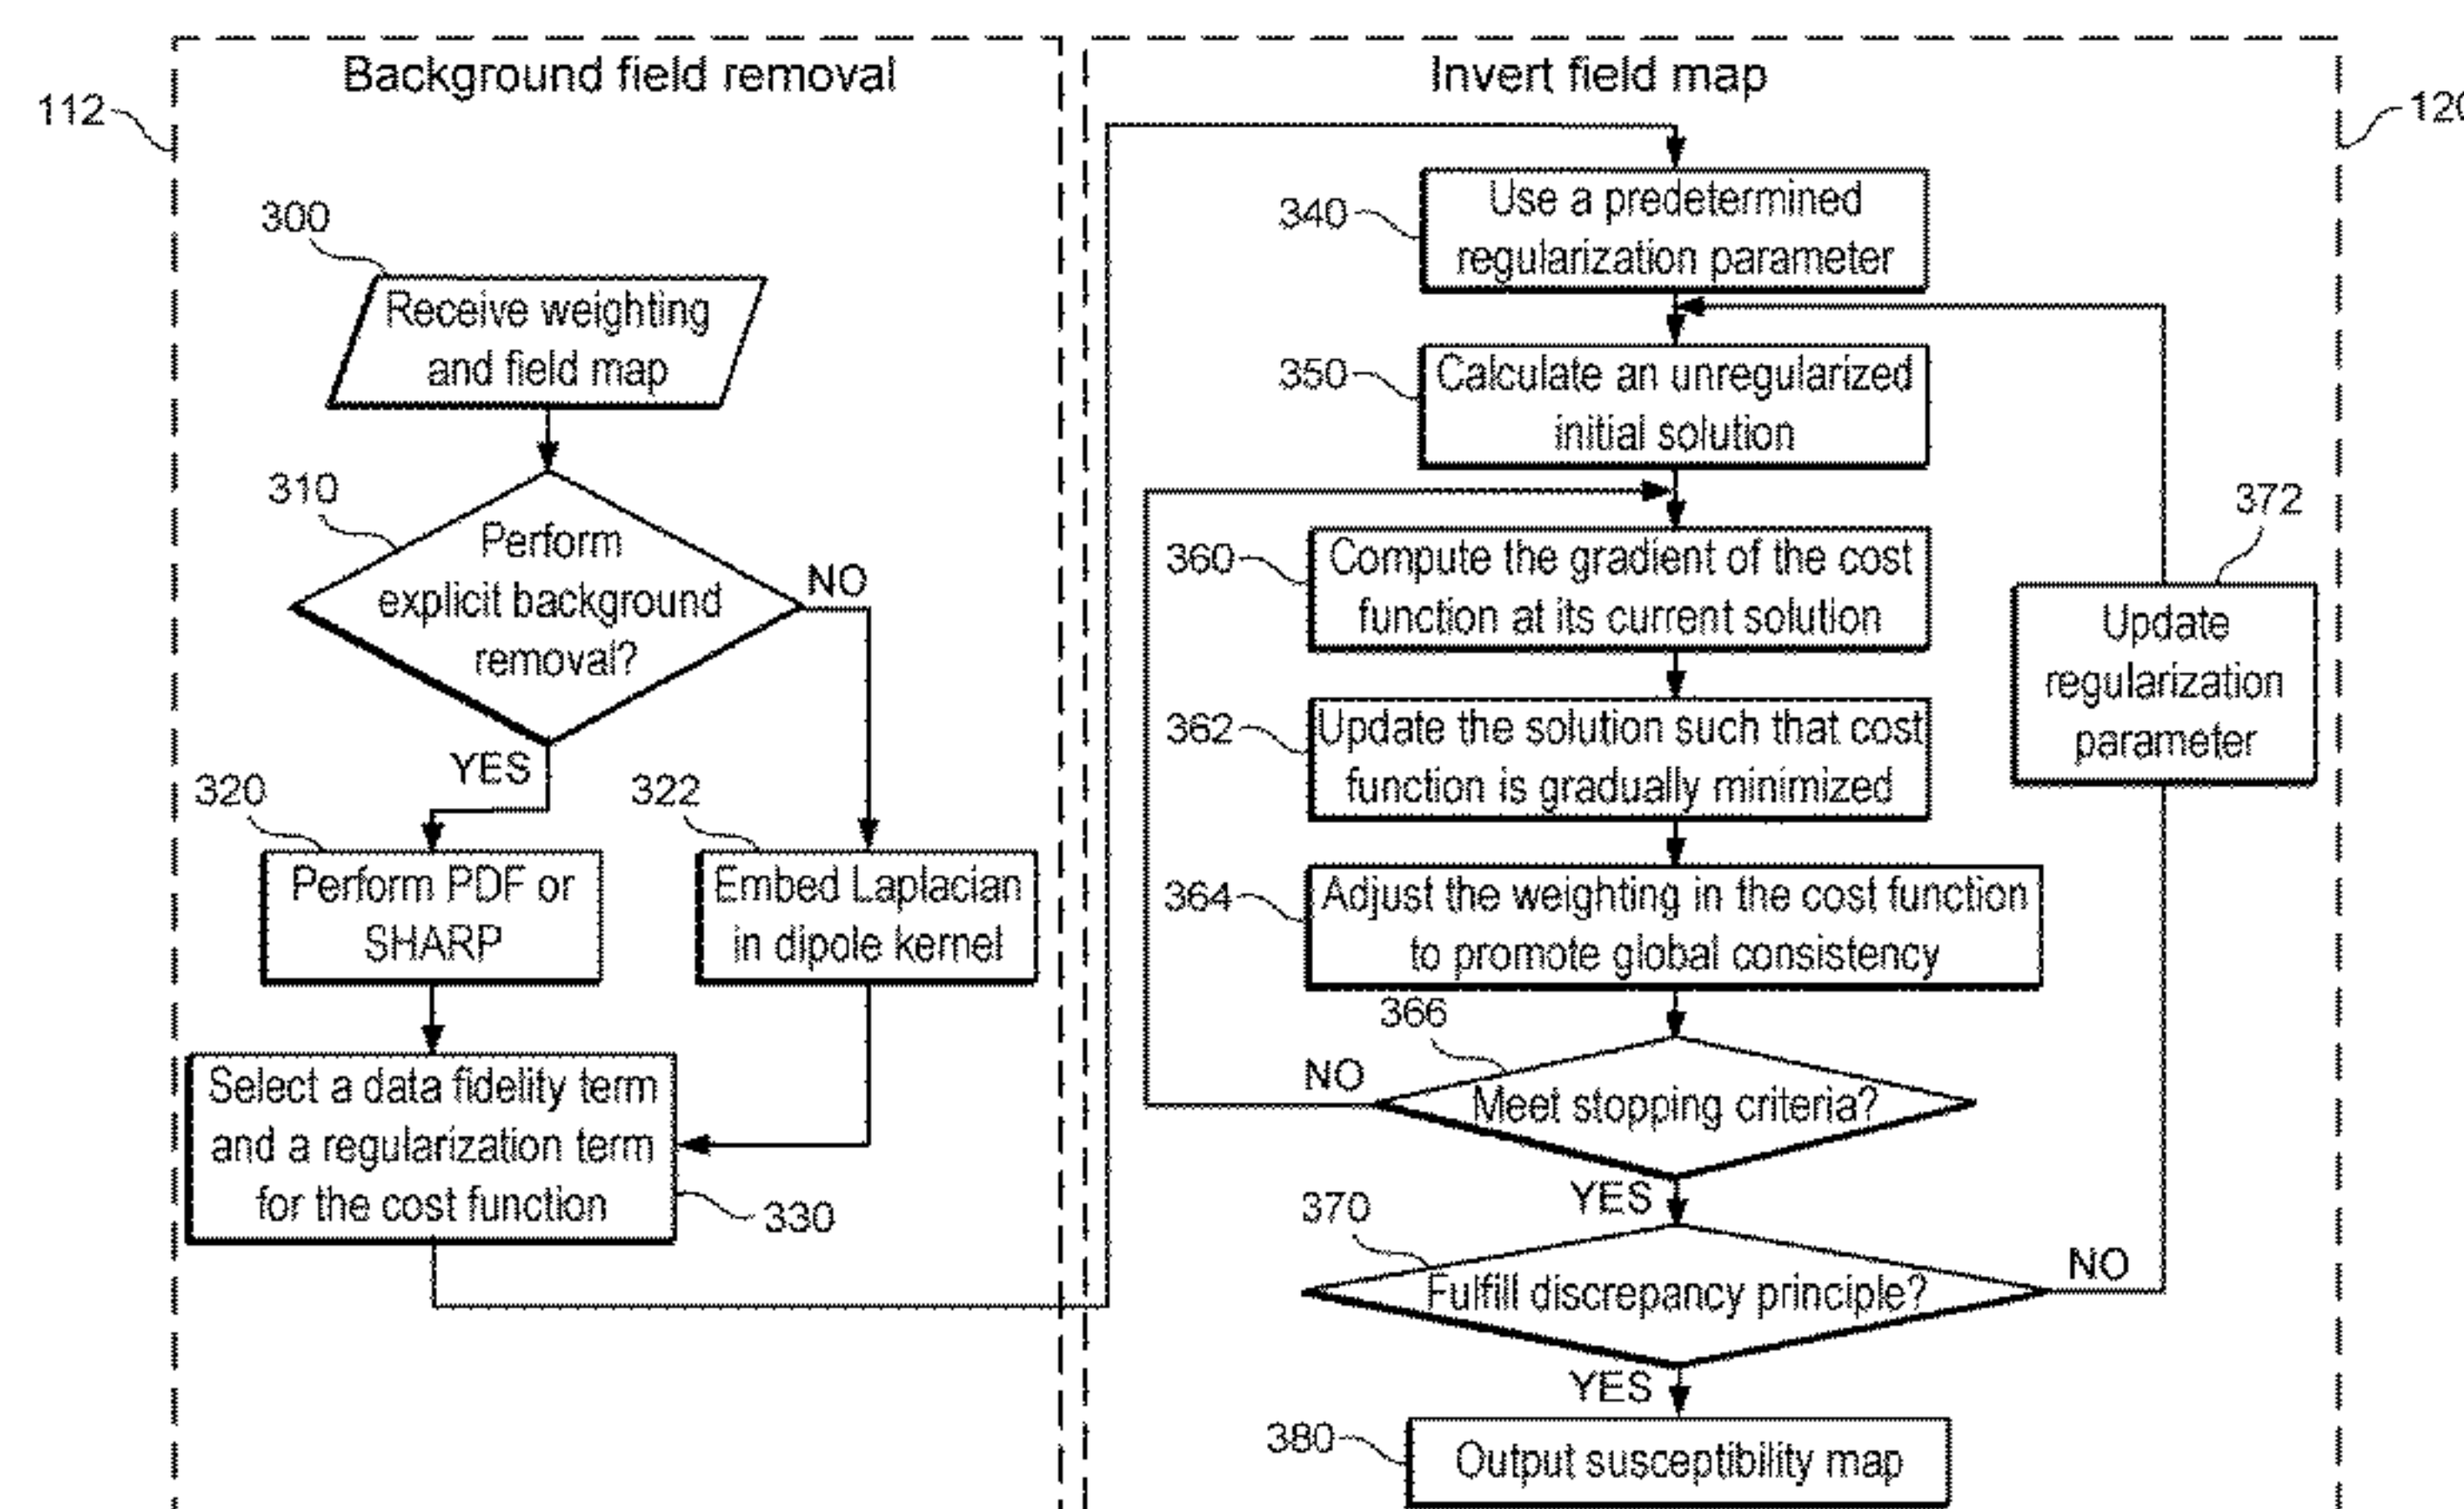 Background field removal
112
300
Receive weighting
and field map
310
Perform
explicit background
removal?
NO
YES
320
Perform PDF or
SHARP
322
Embed Laplacian
in dipole kernel
Select a data fidelity term
and a regularization term
for the cost function
330
Invert field map
120
340
Use a predetermined
regularization parameter
350
Calculate an unregularized
initial solution
360
Compute the gradient of the cost
function at its current solution
362
Update the solution such that cost
function is gradually minimized
364
Adjust the weighting in the cost function
to promote global consistency
366
Meet stopping criteria?
NO
YES
370
Fulfill discrepancy principle?
NO
YES
372
Update
regularization
parameter
380
Output susceptibility map